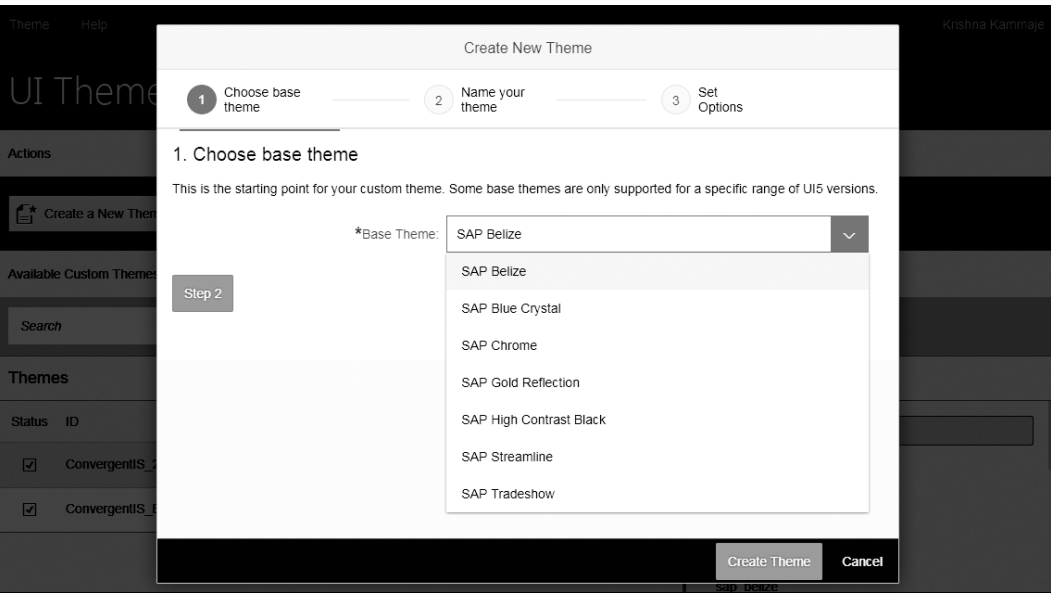 Theme Help Krishna Kammaje
Create New Theme
UI Theme
1 Choose base theme
2 Name your theme
3 Set Options
Actions
1. Choose base theme
This is the starting point for your custom theme. Some base themes are only supported for a specific range of UI5 versions.
Create a New Them
*Base Theme: SAP Belize
Available Custom Themes
SAP Belize
Step 2
SAP Blue Crystal
Search
SAP Chrome
Themes
SAP Gold Reflection
Status ID
SAP High Contrast Black
ConvergentIS_2
SAP Streamline
ConvergentIS_B
SAP Tradeshow
Create Theme Cancel
sap_belize